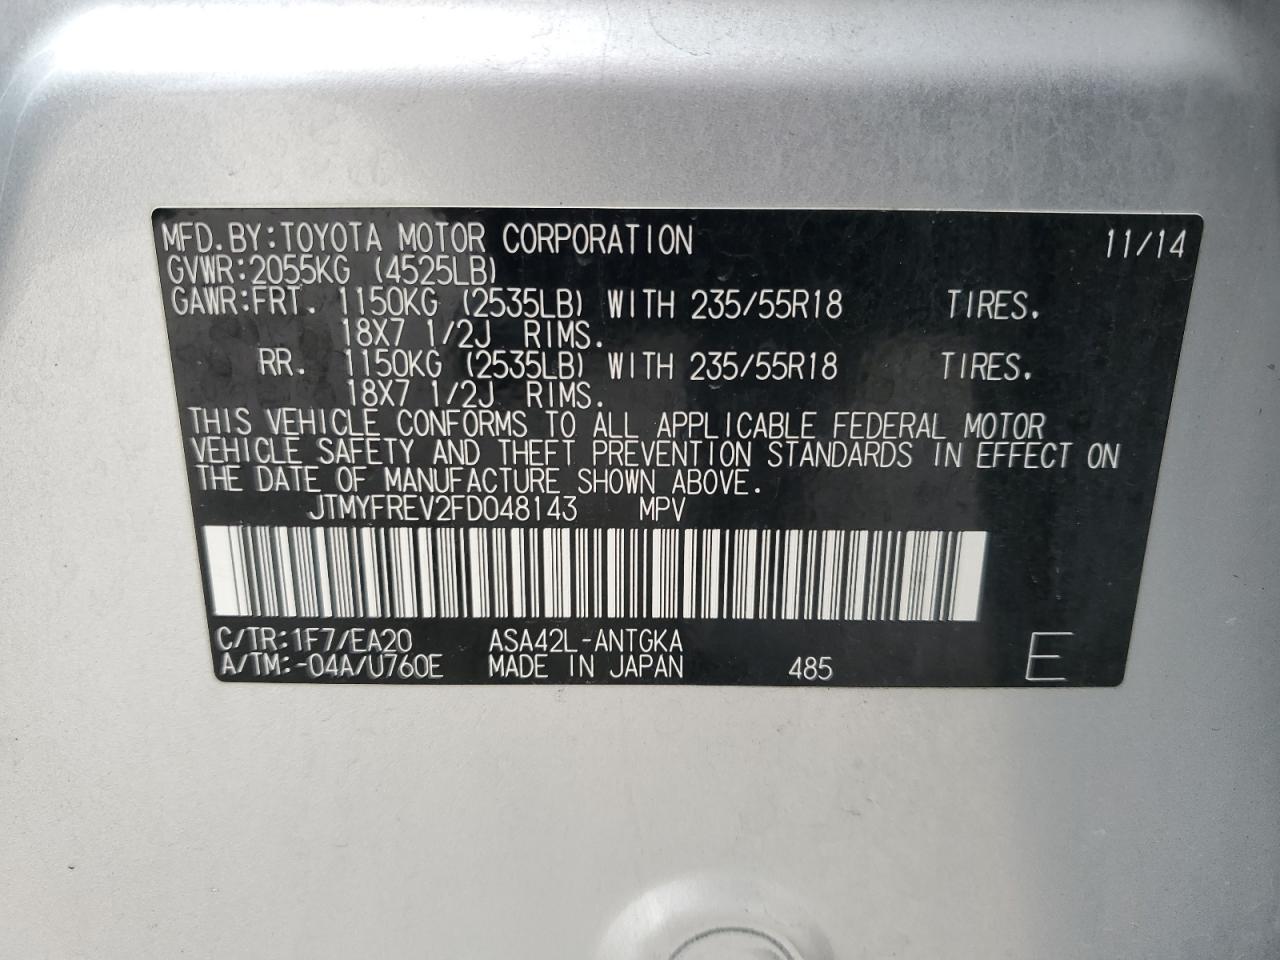 MFD.BY:TOYOTA MOTOR CORPORATION 11/14
GVWR:2055KG (4525LB)
GAWR:FRT. 1150KG (2535LB) WITH 235/55R18 TIRES.
18X7 1/2J RIMS.
RR. 1150KG (2535LB) WITH 235/55R18 TIRES.
18X7 1/2J RIMS.
THIS VEHICLE CONFORMS TO ALL APPLICABLE FEDERAL MOTOR
VEHICLE SAFETY AND THEFT PREVENTION STANDARDS IN EFFECT ON
THE DATE OF MANUFACTURE SHOWN ABOVE.
JTMYFREV2FD048143 MPV
C/TR:1F7/EA20 ASA42L-ANTGKA
A/TM:-04A/U760E MADE IN JAPAN 485 E